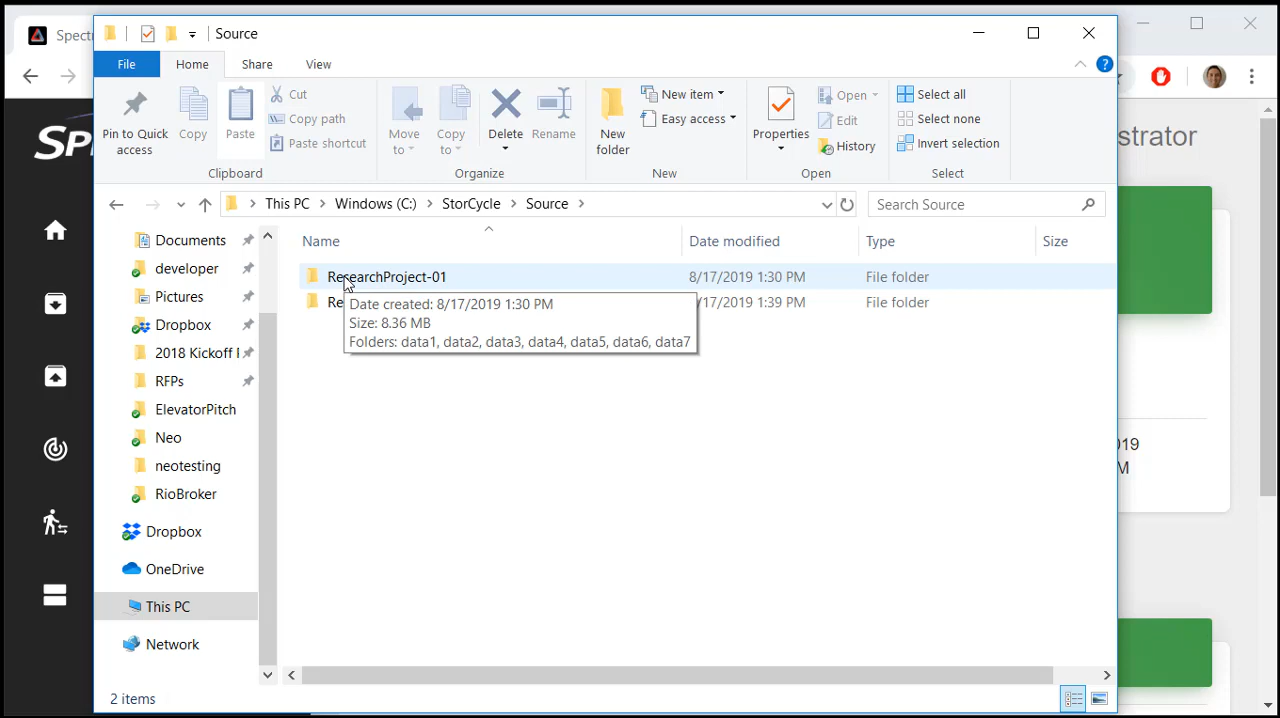 Spectr
Source
File Home Share View
Pin to Quick access
Copy
Paste
Cut
Copy path
Paste shortcut
Clipboard
Move to
Copy to
Delete
Rename
Organize
New folder
New item
Easy access
New
Properties
Open
Edit
History
Open
Select all
Select none
Invert selection
Select
This PC > Windows (C:) > StorCycle > Source >
Search Source
Name Date modified Type Size
ResearchProject-01 8/17/2019 1:30 PM File folder
Re /17/2019 1:39 PM File folder
Date created: 8/17/2019 1:30 PM
Size: 8.36 MB
Folders: data1, data2, data3, data4, data5, data6, data7
Documents
developer
Pictures
Dropbox
2018 Kickoff
RFPs
ElevatorPitch
Neo
neotesting
RioBroker
Dropbox
OneDrive
This PC
Network
2 items
SP
strator
019
M